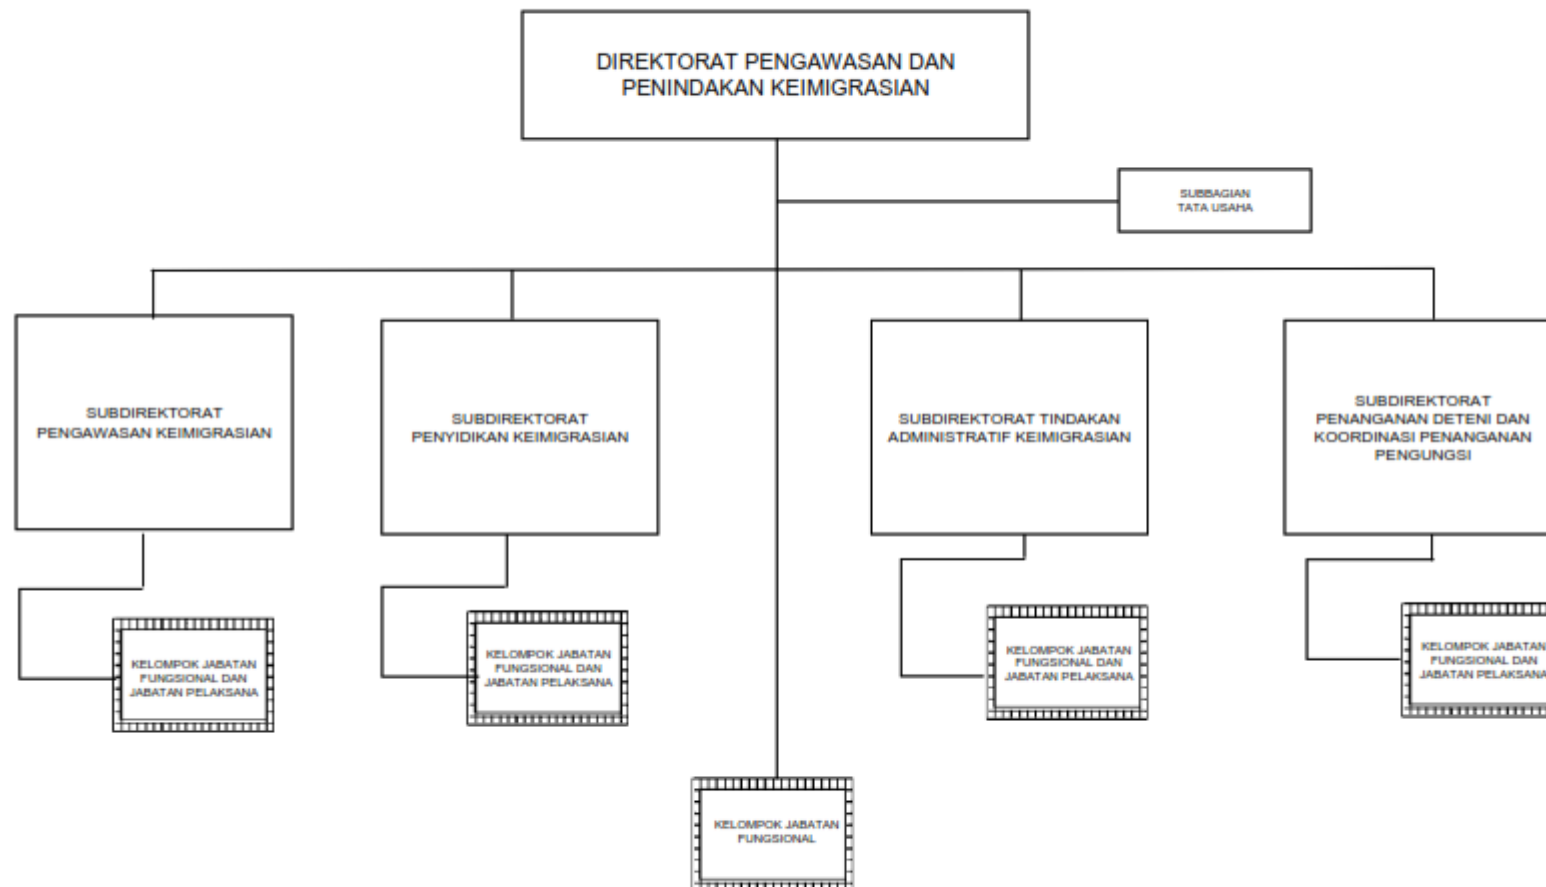 DIREKTORAT PENGAWASAN DAN
PENINDAKAN KEIMIGRASIAN
SUBBAGIAN
TATA USAHA
SUBDIREKTORAT
PENGAWASAN KEIMIGRASIAN
SUBDIREKTORAT
PENYIDIKAN KEIMIGRASIAN
SUBDIREKTORAT TINDAKAN
ADMINISTRATIF KEIMIGRASIAN
SUBDIREKTORAT
PENANGANAN DETENI DAN
KOORDINASI PENANGANAN
PENGUNGSI
KELOMPOK JABATAN
FUNGSIONAL DAN
JABATAN PELAKSANA
KELOMPOK JABATAN
FUNGSIONAL DAN
JABATAN PELAKSANA
KELOMPOK JABATAN
FUNGSIONAL DAN
JABATAN PELAKSANA
KELOMPOK JABATAN
FUNGSIONAL DAN
JABATAN PELAKSANA
KELOMPOK JABATAN
FUNGSIONAL